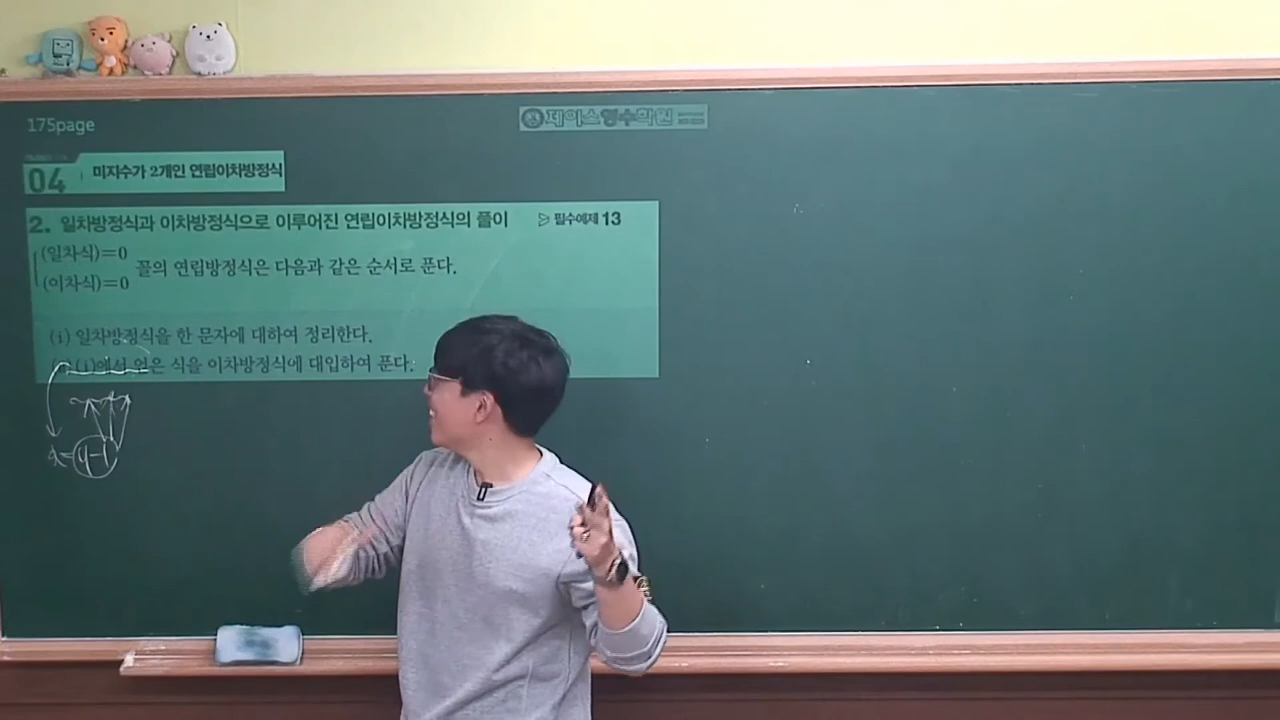 제이스영수학원
175page
04 미지수가 2개인 연립이차방정식
2. 일차방정식과 이차방정식으로 이루어진 연립이차방정식의 풀이 ▷ 필수예제 13
(일차식)=0
꼴의 연립방정식은 다음과 같은 순서로 푼다.
(이차식)=0
(i) 일차방정식을 한 문자에 대하여 정리한다.
(i)에서 얻은 식을 이차방정식에 대입하여 푼다.
x=y-1